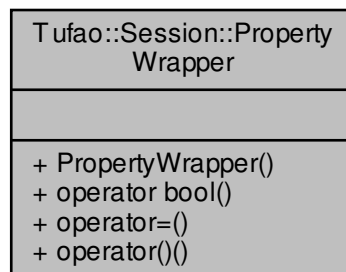 Tufao::Session::Property
Wrapper
+ PropertyWrapper()
+ operator bool()
+ operator=()
+ operator()()